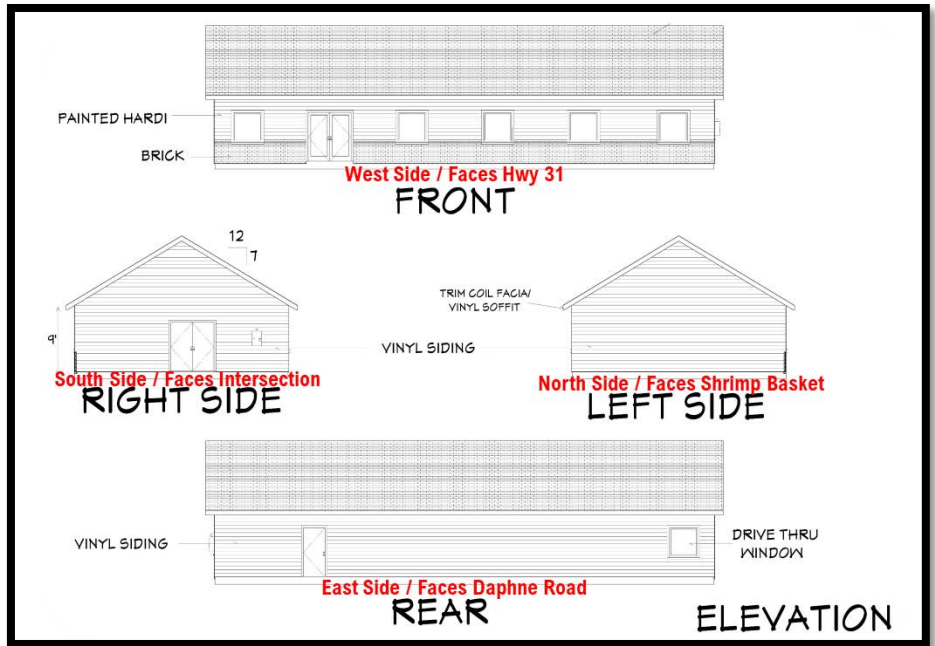 PAINTED HARDI
BRICK
West Side / Faces Hwy 31
FRONT
12
7
9'
TRIM COIL FACIA/
VINYL SOFFIT
VINYL SIDING
South Side / Faces Intersection
RIGHT SIDE
North Side / Faces Shrimp Basket
LEFT SIDE
VINYL SIDING
DRIVE THRU
WINDOW
East Side / Faces Daphne Road
REAR
ELEVATION